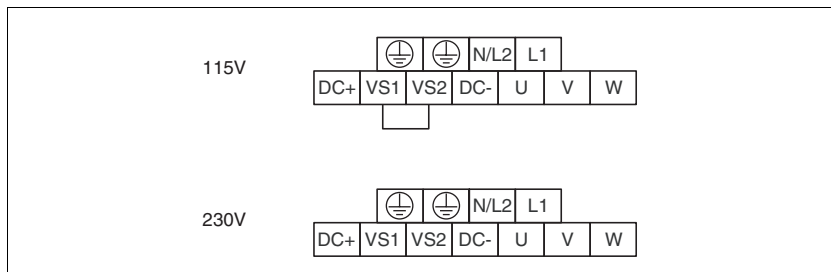 115V
N/L2 L1
DC+ VS1 VS2 DC- U V W
230V
N/L2 L1
DC+ VS1 VS2 DC- U V W